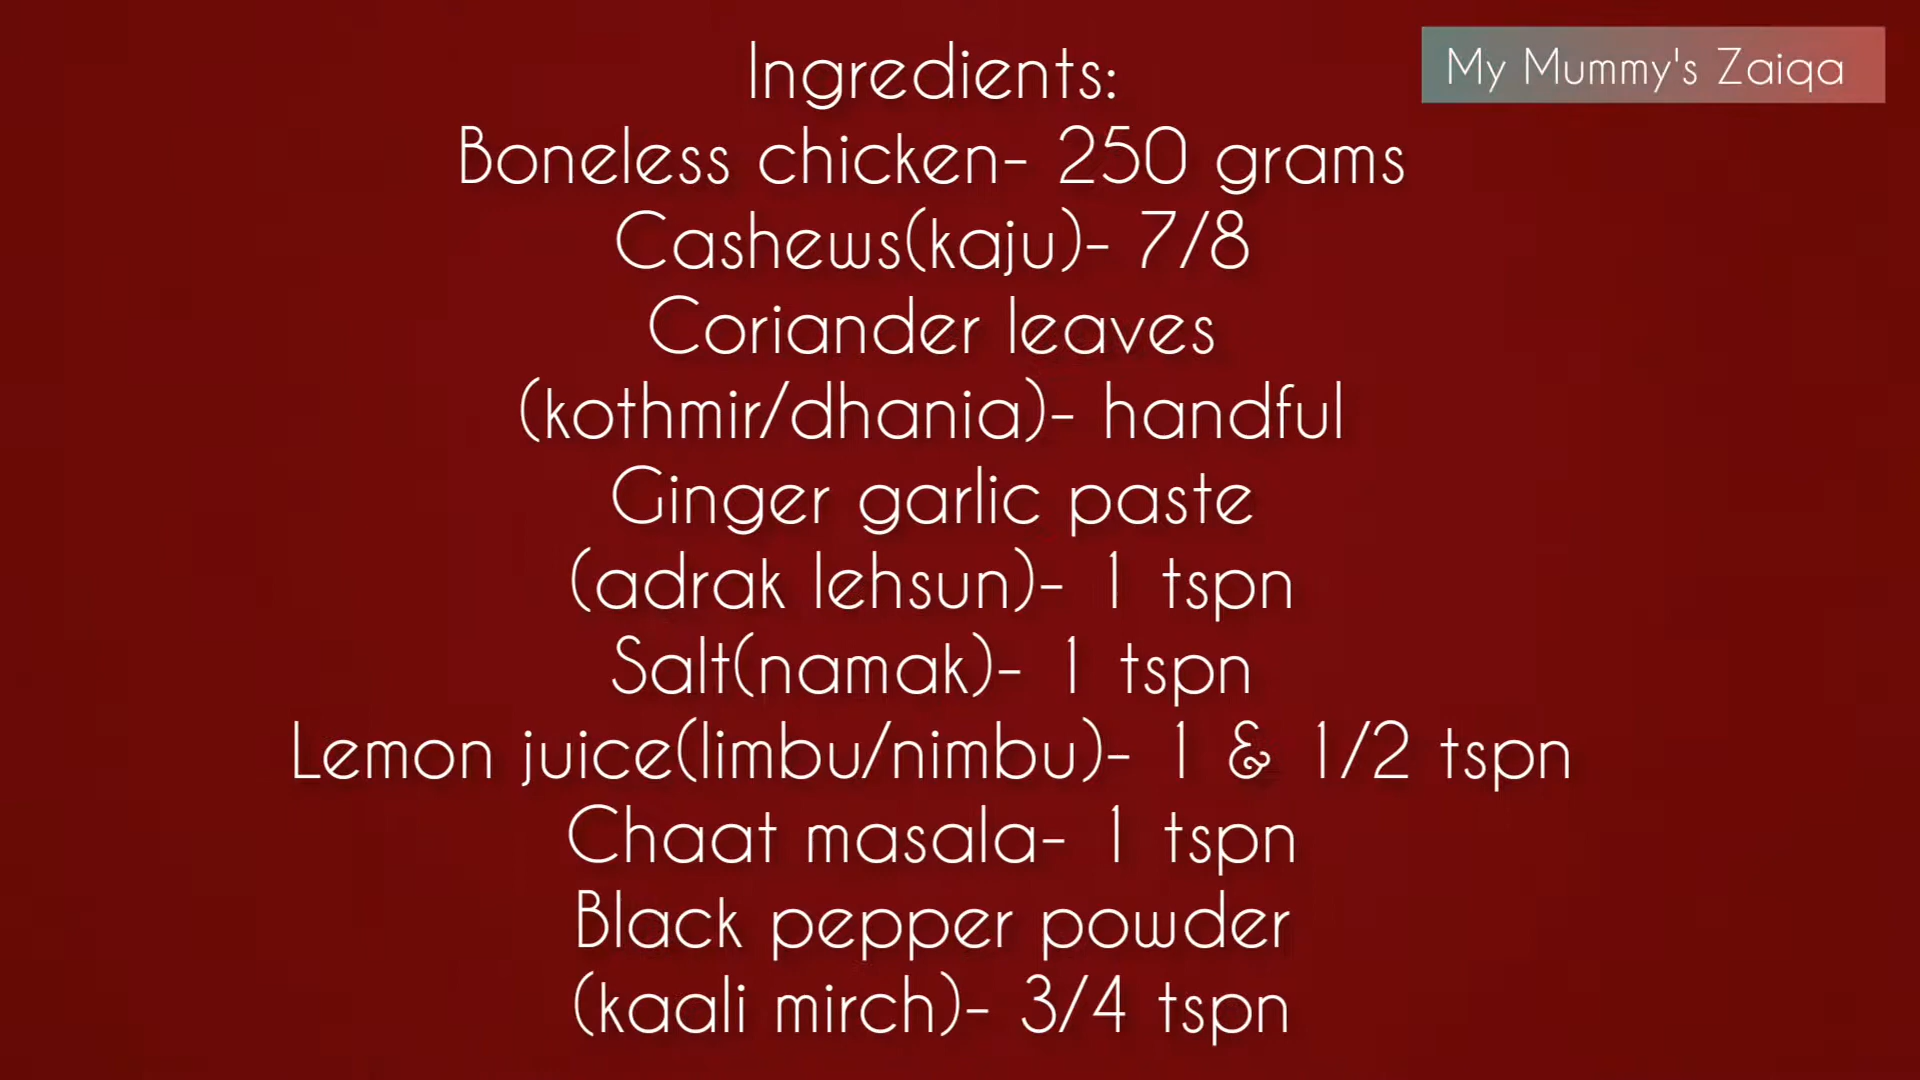 Ingredients:
My Mummy's Zaiqa
Boneless chicken- 250 grams
Cashews(kaju)- 7/8
Coriander leaves
(kothmir/dhania)- handful
Ginger garlic paste
(adrak lehsun)- 1 tspn
Salt(namak)- 1 tspn
Lemon juice(limbu/nimbu)- 1 & 1/2 tspn
Chaat masala- 1 tspn
Black pepper powder
(kaali mirch)- 3/4 tspn